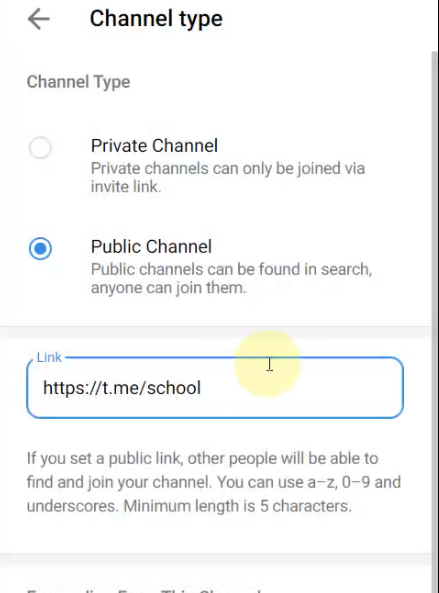 Channel type
Channel Type
Private Channel
Private channels can only be joined via
invite link.
Public Channel
Public channels can be found in search,
anyone can join them.
Link
https://t.me/school
If you set a public link, other people will be able to
find and join your channel. You can use a–z, 0–9 and
underscores. Minimum length is 5 characters.